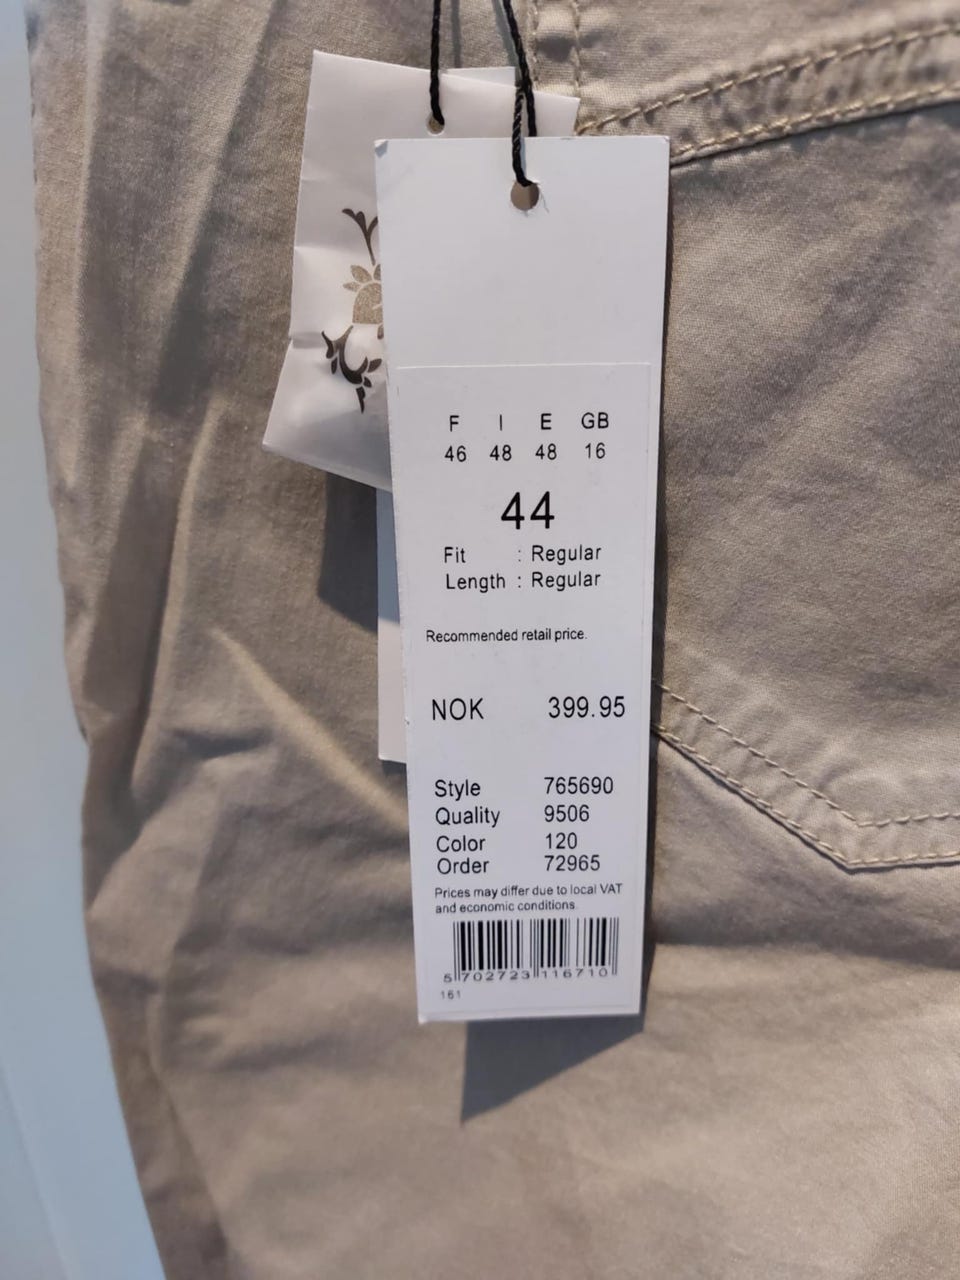 F I E GB
46 48 48 16
44
Fit : Regular
Length : Regular
Recommended retail price.
NOK 399.95
Style 765690
Quality 9506
Color 120
Order 72965
Prices may differ due to local VAT
and economic conditions.
5 702723 116710
161